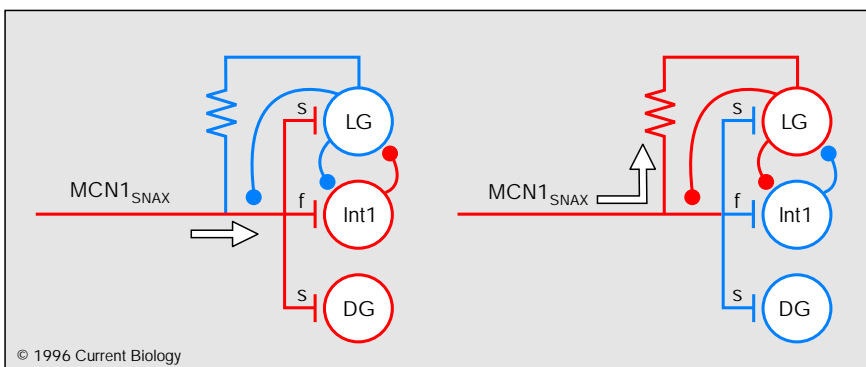 S
LG
MCN1SNAX
f
Int1
S
DG
S
LG
MCN1SNAX
f
Int1
S
DG
© 1996 Current Biology